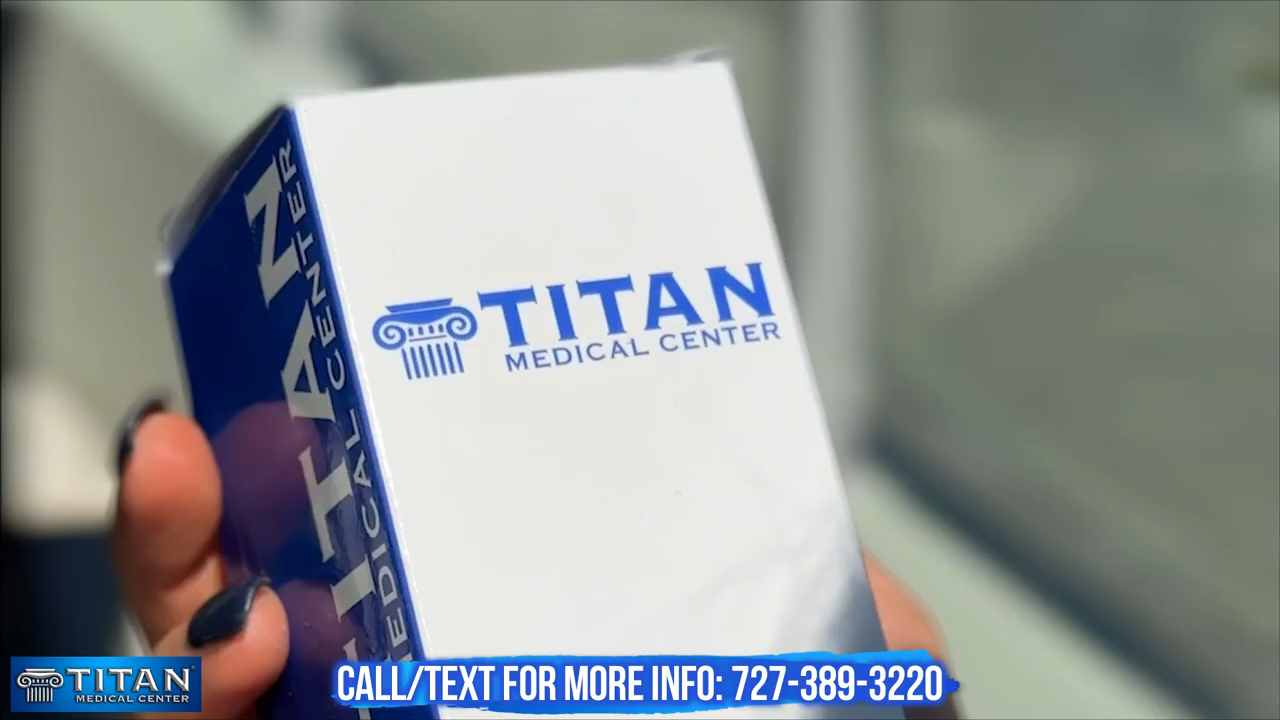 TITAN
MEDICAL CENTER
TITAN
MEDICAL CENTER
TITAN
MEDICAL CENTER
CALL/TEXT FOR MORE INFO: 727-389-3220